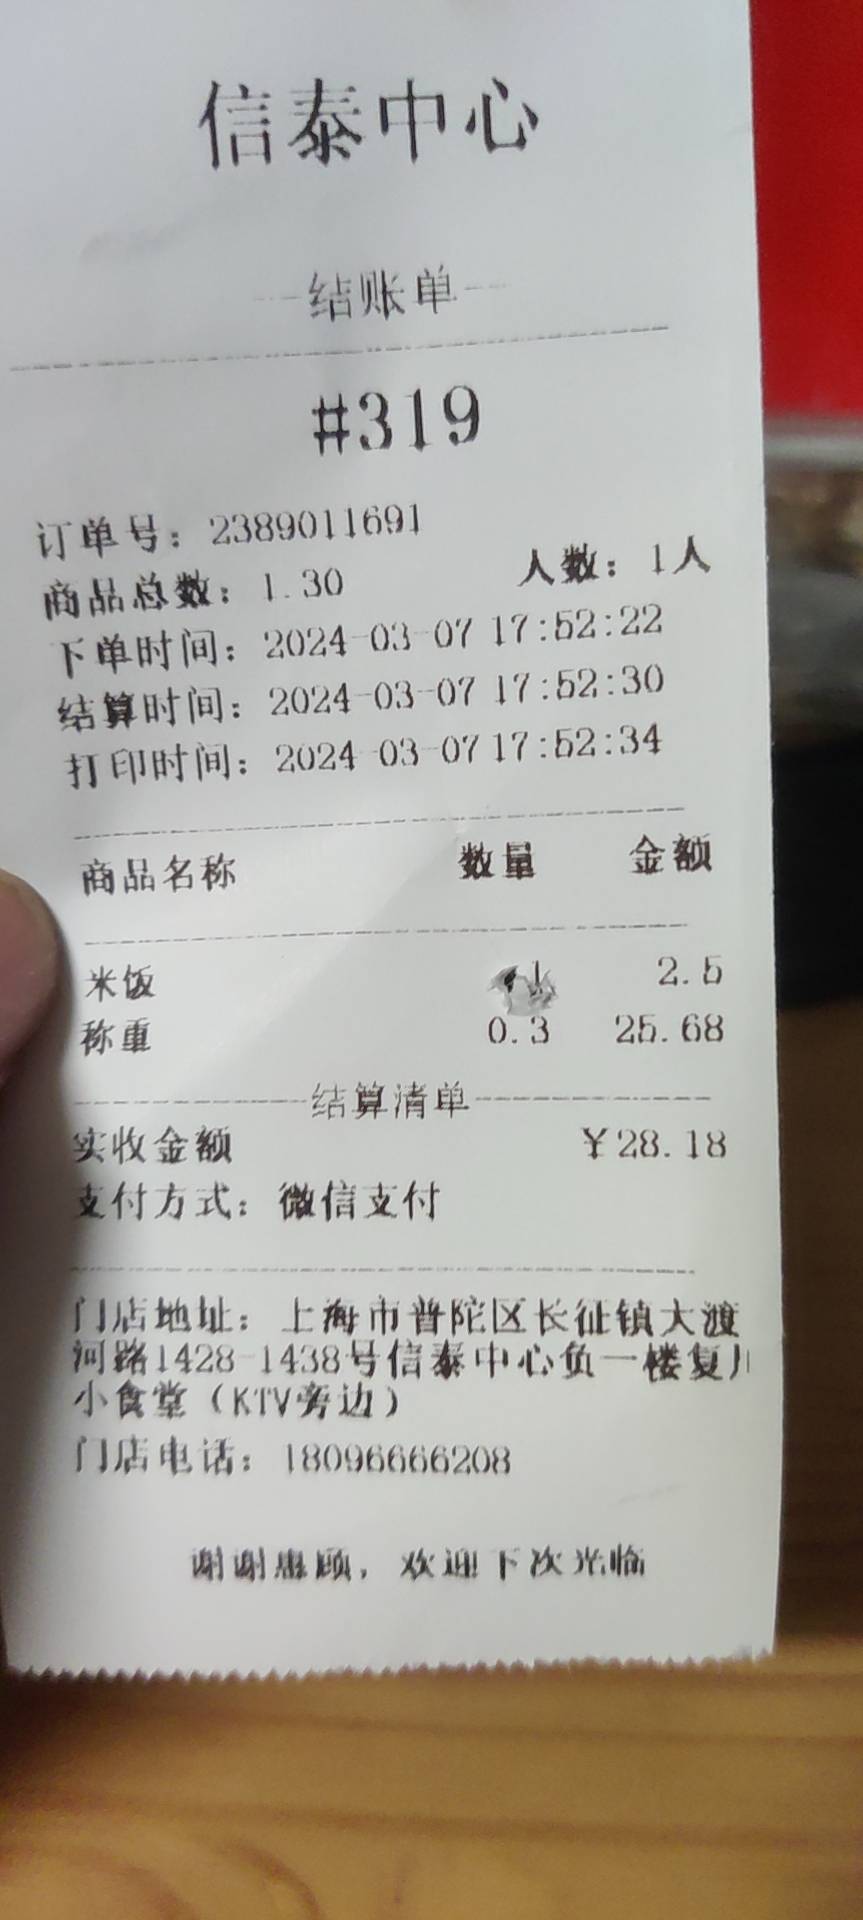 信泰中心
--结账单--
#319
订单号：2389011691
商品总数：1.30 人数：1人
下单时间：2024-03-07 17:52:22
结算时间：2024-03-07 17:52:30
打印时间：2024-03-07 17:52:34
商品名称 数量 金额
米饭 1 2.5
称重 0.3 25.68
结算清单
实收金额 ¥28.18
支付方式：微信支付
门店地址：上海市普陀区长征镇大渡
河路1428-1438号信泰中心负一楼复
小食堂（KTV旁边）
门店电话：18096666208
谢谢惠顾，欢迎下次光临